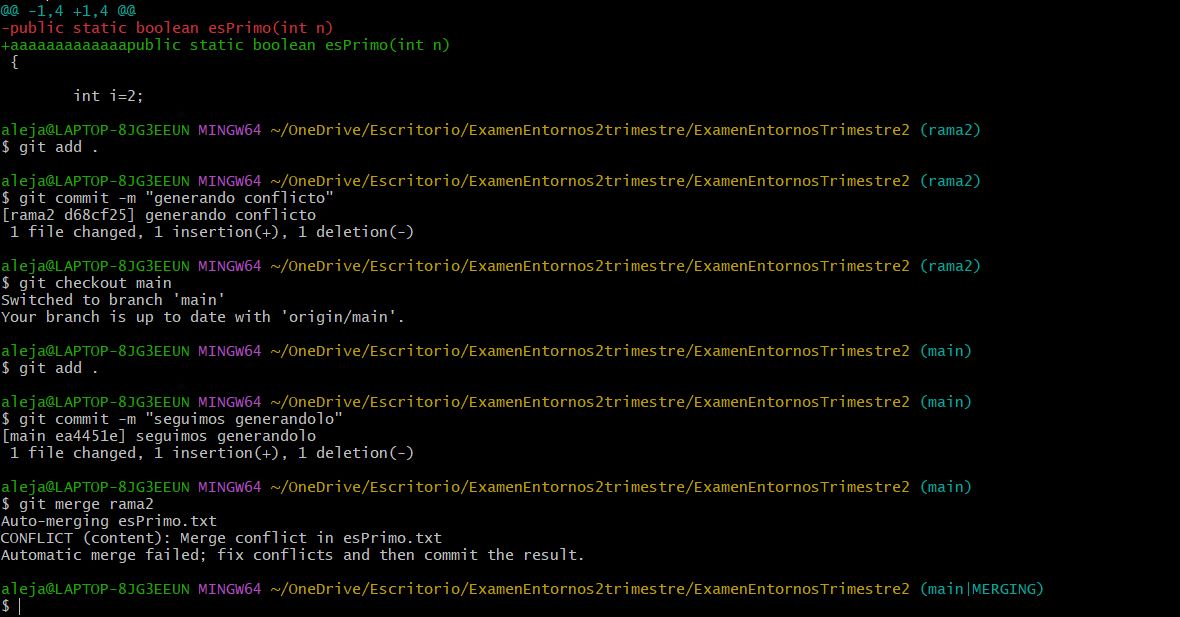 @@ -1,4 +1,4 @@
-public static boolean esPrimo(int n)
+aaaaaaaaaaaaapublic static boolean esPrimo(int n)
 {
        int i=2;
aleja@LAPTOP-8JG3EEUN MINGW64 ~/OneDrive/Escritorio/ExamenEntornos2trimestre/ExamenEntornosTrimestre2 (rama2)
$ git add .
aleja@LAPTOP-8JG3EEUN MINGW64 ~/OneDrive/Escritorio/ExamenEntornos2trimestre/ExamenEntornosTrimestre2 (rama2)
$ git commit -m "generando conflicto"
[rama2 d68cf25] generando conflicto
 1 file changed, 1 insertion(+), 1 deletion(-)
aleja@LAPTOP-8JG3EEUN MINGW64 ~/OneDrive/Escritorio/ExamenEntornos2trimestre/ExamenEntornosTrimestre2 (rama2)
$ git checkout main
Switched to branch 'main'
Your branch is up to date with 'origin/main'.
aleja@LAPTOP-8JG3EEUN MINGW64 ~/OneDrive/Escritorio/ExamenEntornos2trimestre/ExamenEntornosTrimestre2 (main)
$ git add .
aleja@LAPTOP-8JG3EEUN MINGW64 ~/OneDrive/Escritorio/ExamenEntornos2trimestre/ExamenEntornosTrimestre2 (main)
$ git commit -m "seguimos generandolo"
[main ea4451e] seguimos generandolo
 1 file changed, 1 insertion(+), 1 deletion(-)
aleja@LAPTOP-8JG3EEUN MINGW64 ~/OneDrive/Escritorio/ExamenEntornos2trimestre/ExamenEntornosTrimestre2 (main)
$ git merge rama2
Auto-merging esPrimo.txt
CONFLICT (content): Merge conflict in esPrimo.txt
Automatic merge failed; fix conflicts and then commit the result.
aleja@LAPTOP-8JG3EEUN MINGW64 ~/OneDrive/Escritorio/ExamenEntornos2trimestre/ExamenEntornosTrimestre2 (main|MERGING)
$